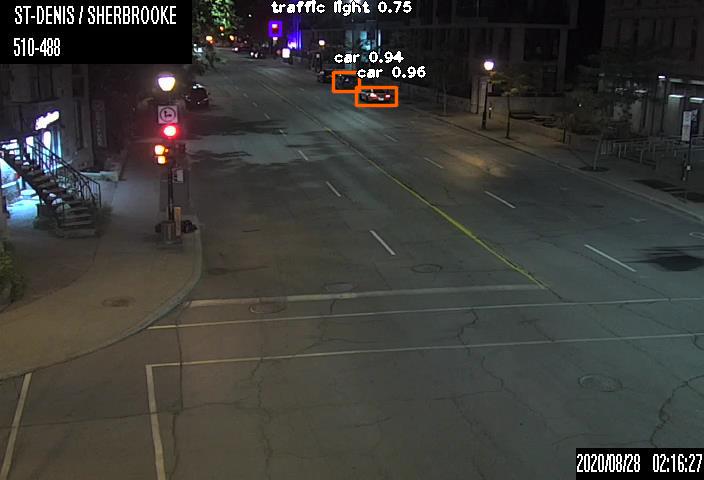 ST-DENIS / SHERBROOKE
510-488
traffic light 0.75
car 0.94
car 0.96
2020/08/28 02:16:27